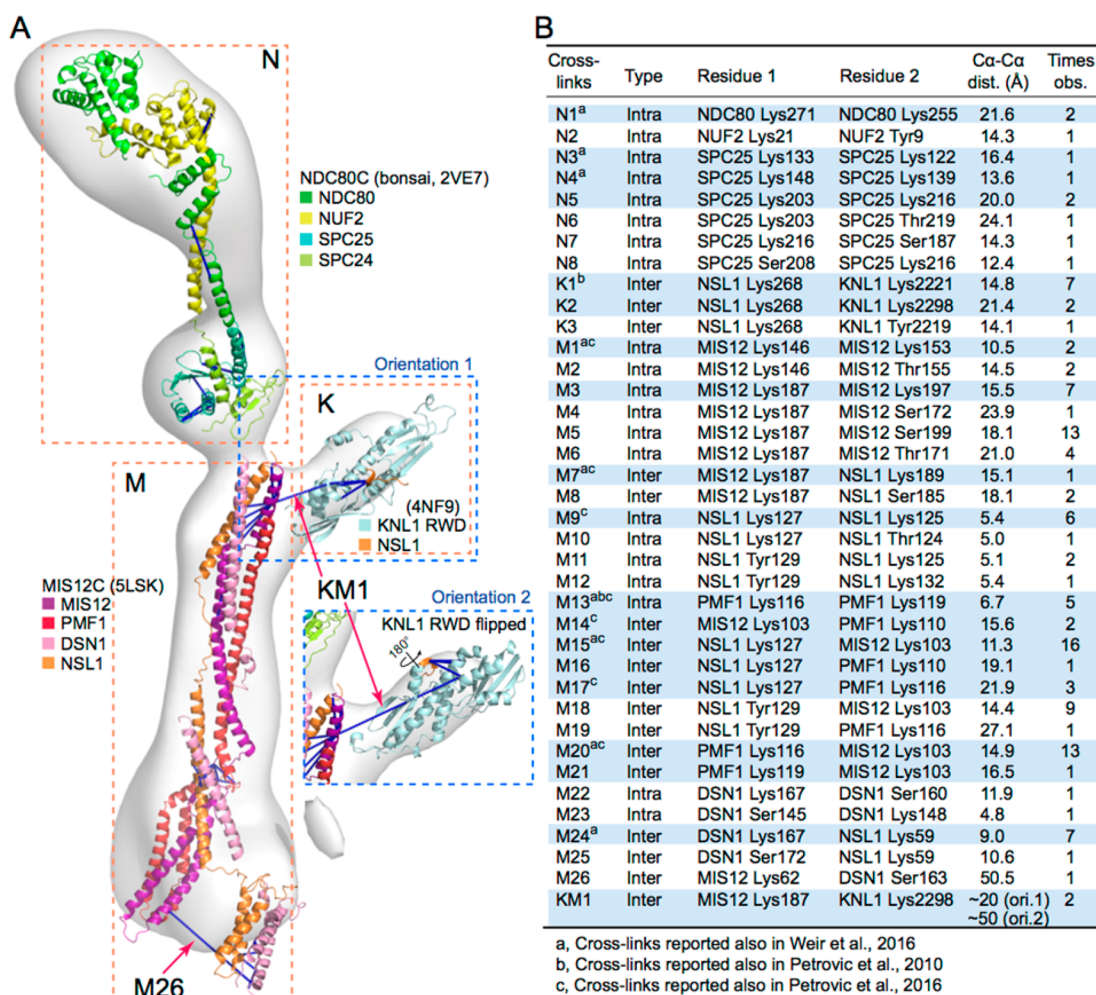 A
N
NDC80C (bonsai, 2VE7)
NDC80
NUF2
SPC25
SPC24
Orientation 1
K
M
(4NF9)
KNL1 RWD
NSL1
MIS12C (5LSK)
MIS12
PMF1
DSN1
NSL1
KM1
Orientation 2
KNL1 RWD flipped
180°
M26
B
Cross-links Type Residue 1 Residue 2 Cα-Cα dist. (Å) Times obs.
N1a Intra NDC80 Lys271 NDC80 Lys255 21.6 2
N2 Intra NUF2 Lys21 NUF2 Tyr9 14.3 1
N3a Intra SPC25 Lys133 SPC25 Lys122 16.4 1
N4a Intra SPC25 Lys148 SPC25 Lys139 13.6 1
N5 Intra SPC25 Lys203 SPC25 Lys216 20.0 2
N6 Intra SPC25 Lys203 SPC25 Thr219 24.1 1
N7 Intra SPC25 Lys216 SPC25 Ser187 14.3 1
N8 Intra SPC25 Ser208 SPC25 Lys216 12.4 1
K1b Inter NSL1 Lys268 KNL1 Lys2221 14.8 7
K2 Inter NSL1 Lys268 KNL1 Lys2298 21.4 2
K3 Inter NSL1 Lys268 KNL1 Tyr2219 14.1 1
M1ac Intra MIS12 Lys146 MIS12 Lys153 10.5 2
M2 Intra MIS12 Lys146 MIS12 Thr155 14.5 2
M3 Intra MIS12 Lys187 MIS12 Lys197 15.5 7
M4 Intra MIS12 Lys187 MIS12 Ser172 23.9 1
M5 Intra MIS12 Lys187 MIS12 Ser199 18.1 13
M6 Intra MIS12 Lys187 MIS12 Thr171 21.0 4
M7ac Inter MIS12 Lys187 NSL1 Lys189 15.1 1
M8 Inter MIS12 Lys187 NSL1 Ser185 18.1 2
M9c Intra NSL1 Lys127 NSL1 Lys125 5.4 6
M10 Intra NSL1 Lys127 NSL1 Thr124 5.0 1
M11 Intra NSL1 Tyr129 NSL1 Lys125 5.1 2
M12 Intra NSL1 Tyr129 NSL1 Lys132 5.4 1
M13abc Intra PMF1 Lys116 PMF1 Lys119 6.7 5
M14c Inter MIS12 Lys103 PMF1 Lys110 15.6 2
M15ac Inter NSL1 Lys127 MIS12 Lys103 11.3 16
M16 Inter NSL1 Lys127 PMF1 Lys110 19.1 1
M17c Inter NSL1 Lys127 PMF1 Lys116 21.9 3
M18 Inter NSL1 Tyr129 MIS12 Lys103 14.4 9
M19 Inter NSL1 Tyr129 PMF1 Lys116 27.1 1
M20ac Inter PMF1 Lys116 MIS12 Lys103 14.9 13
M21 Inter PMF1 Lys119 MIS12 Lys103 16.5 1
M22 Intra DSN1 Lys167 DSN1 Ser160 11.9 1
M23 Intra DSN1 Ser145 DSN1 Lys148 4.8 1
M24a Inter DSN1 Lys167 NSL1 Lys59 9.0 7
M25 Inter DSN1 Ser172 NSL1 Lys59 10.6 1
M26 Inter MIS12 Lys62 DSN1 Ser163 50.5 1
KM1 Inter MIS12 Lys187 KNL1 Lys2298 ~20 (ori.1) 2
~50 (ori.2)
a, Cross-links reported also in Weir et al., 2016
b, Cross-links reported also in Petrovic et al., 2010
c, Cross-links reported also in Petrovic et al., 2016